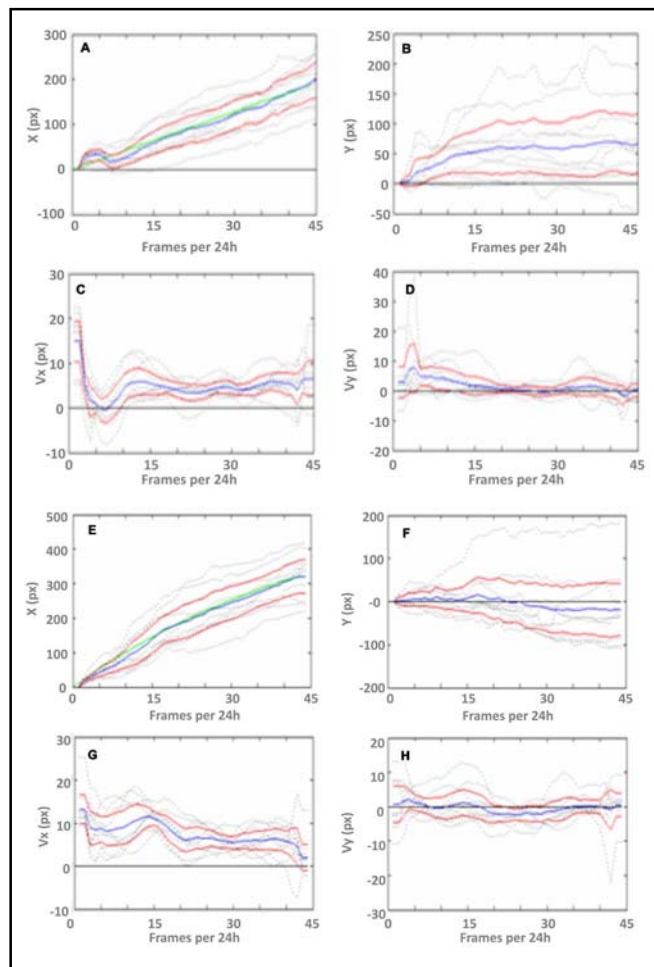 A
X (px)
300
200
100
0
-100
0 15 30 45
Frames per 24h
B
Y (px)
250
200
150
100
50
0
-50
0 15 30 45
Frames per 24h
C
Vx (px)
30
20
10
0
-10
0 15 30 45
Frames per 24h
D
Vy (px)
40
20
0
-20
0 15 30 45
Frames per 24h
E
X (px)
500
400
300
200
100
0
0 15 30 45
Frames per 24h
F
Y (px)
200
100
-0
-100
-200
0 15 30 45
Frames per 24h
G
Vx (px)
30
20
10
0
-10
0 15 30 45
Frames per 24h
H
Vy (px)
20
10
0
-10
-20
-30
0 15 30 45
Frames per 24h